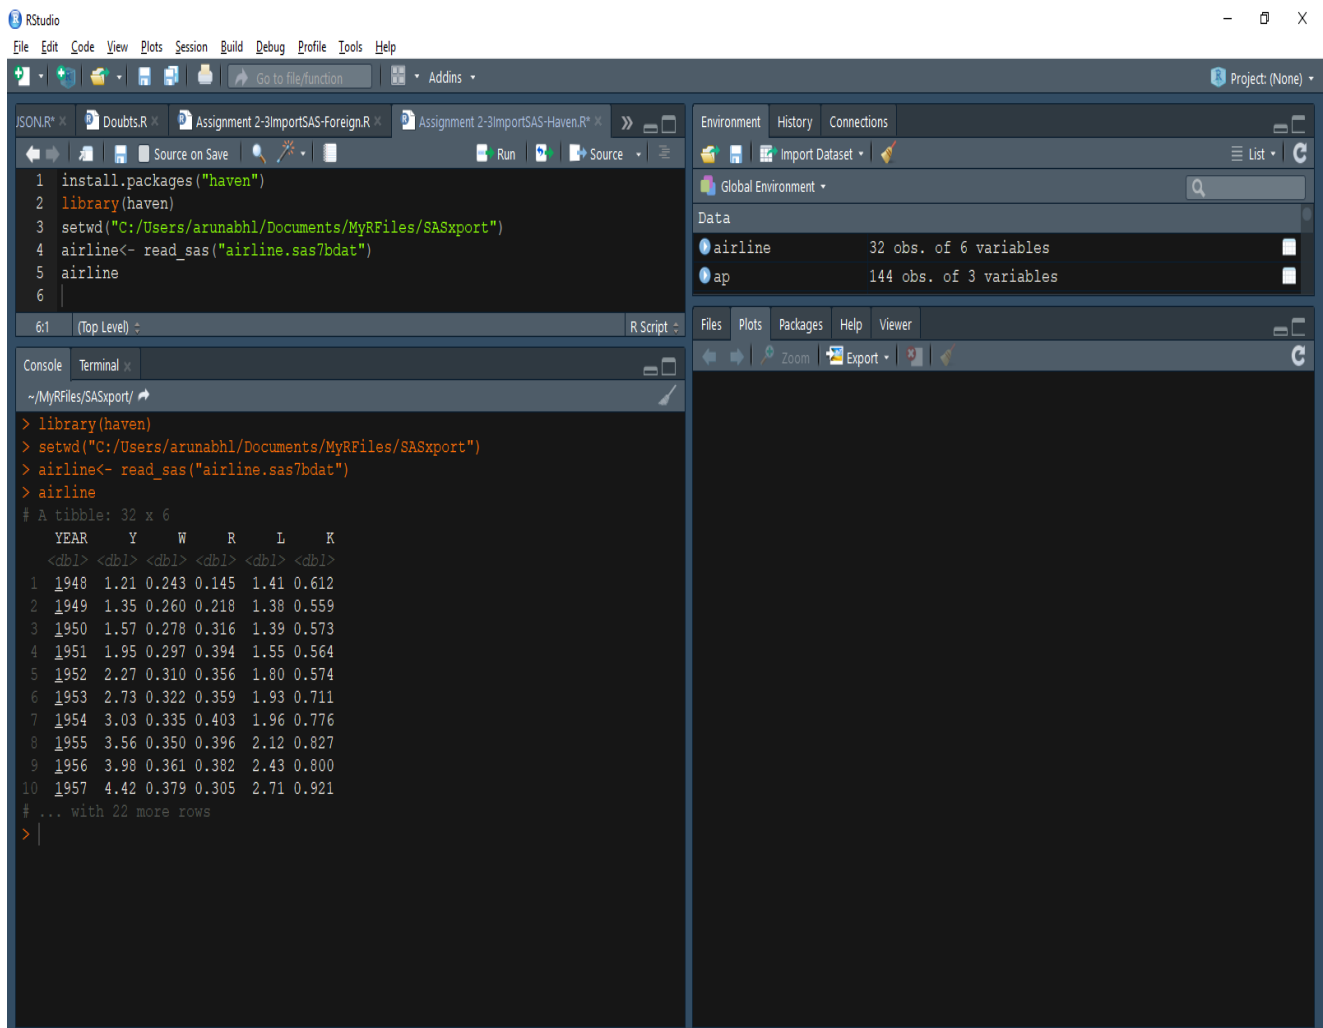 RStudio
File Edit Code View Plots Session Build Debug Profile Tools Help
Go to file/function Addins Project: (None)
JSON.R* Doubts.R Assignment 2-3ImportSAS-Foreign.R Assignment 2-3ImportSAS-Haven.R*
Source on Save Run Source
1 install.packages("haven")
2 library(haven)
3 setwd("C:/Users/arunabhl/Documents/MyRFiles/SASxport")
4 airline<- read_sas("airline.sas7bdat")
5 airline
6
6:1 (Top Level) R Script
Console Terminal
~/MyRFiles/SASxport/
> library(haven)
> setwd("C:/Users/arunabhl/Documents/MyRFiles/SASxport")
> airline<- read_sas("airline.sas7bdat")
> airline
# A tibble: 32 x 6
YEAR Y W R L K
<dbl> <dbl> <dbl> <dbl> <dbl> <dbl>
1 1948 1.21 0.243 0.145 1.41 0.612
2 1949 1.35 0.260 0.218 1.38 0.559
3 1950 1.57 0.278 0.316 1.39 0.573
4 1951 1.95 0.297 0.394 1.55 0.564
5 1952 2.27 0.310 0.356 1.80 0.574
6 1953 2.73 0.322 0.359 1.93 0.711
7 1954 3.03 0.335 0.403 1.96 0.776
8 1955 3.56 0.350 0.396 2.12 0.827
9 1956 3.98 0.361 0.382 2.43 0.800
10 1957 4.42 0.379 0.305 2.71 0.921
# ... with 22 more rows
>
Environment History Connections
Import Dataset List
Global Environment
Data
airline 32 obs. of 6 variables
ap 144 obs. of 3 variables
Files Plots Packages Help Viewer
Zoom Export